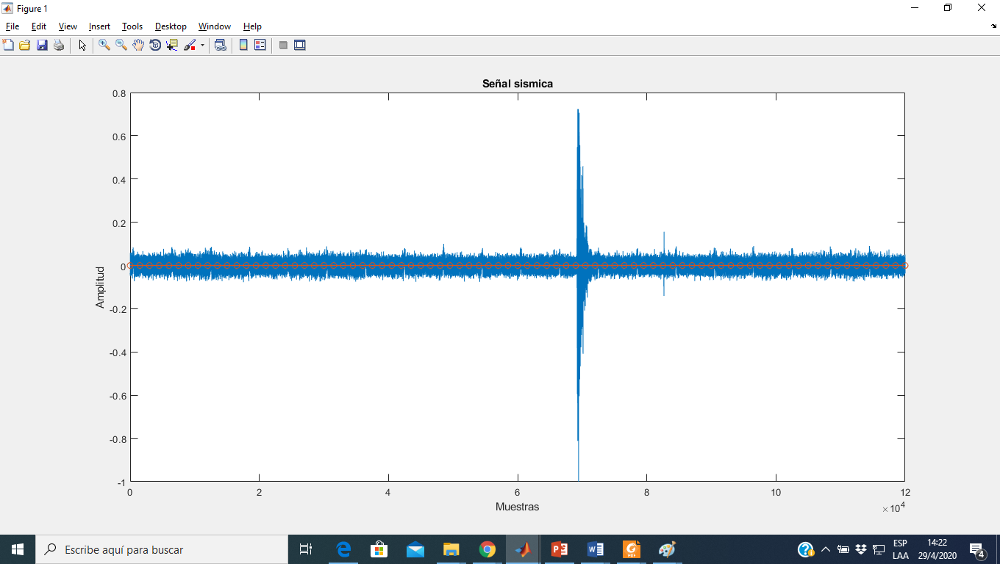 Figure 1
File Edit View Insert Tools Desktop Window Help
Señal sismica
0.8
0.6
0.4
0.2
0
-0.2
-0.4
-0.6
-0.8
-1
Amplitud
0 2 4 6 8 10 12
Muestras
×10^4
Escribe aquí para buscar
ESP
LAA
14:22
29/4/2020
4